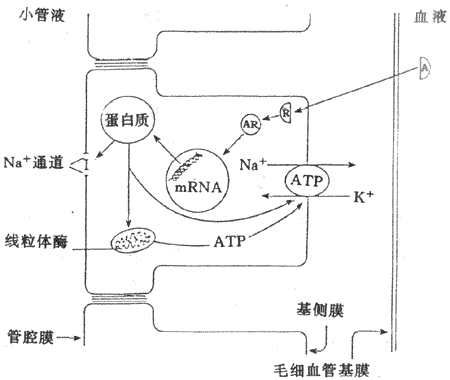 小管液
血液
A
R
AR
蛋白质
Na⁺通道
mRNA
Na⁺
ATP
K⁺
线粒体酶
ATP
基侧膜
管腔膜
毛细血管基膜